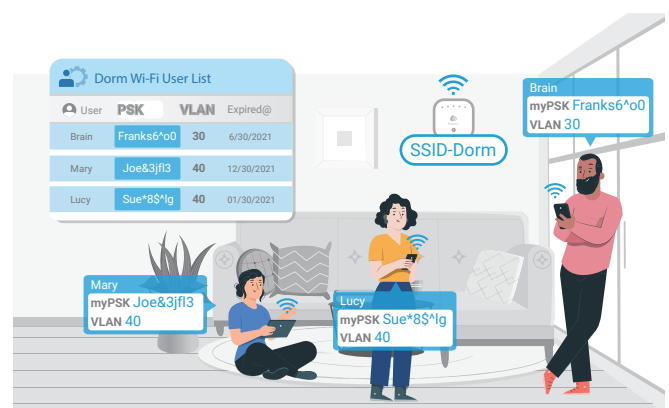 Dorm Wi-Fi User List
User PSK VLAN Expired@
Brain Franks6^o0 30 6/30/2021
Mary Joe&3jfl3 40 12/30/2021
Lucy Sue*8$^lg 40 01/30/2021
SSID-Dorm
Brain
myPSK Franks6^o0
VLAN 30
Mary
myPSK Joe&3jfl3
VLAN 40
Lucy
myPSK Sue*8$^lg
VLAN 40